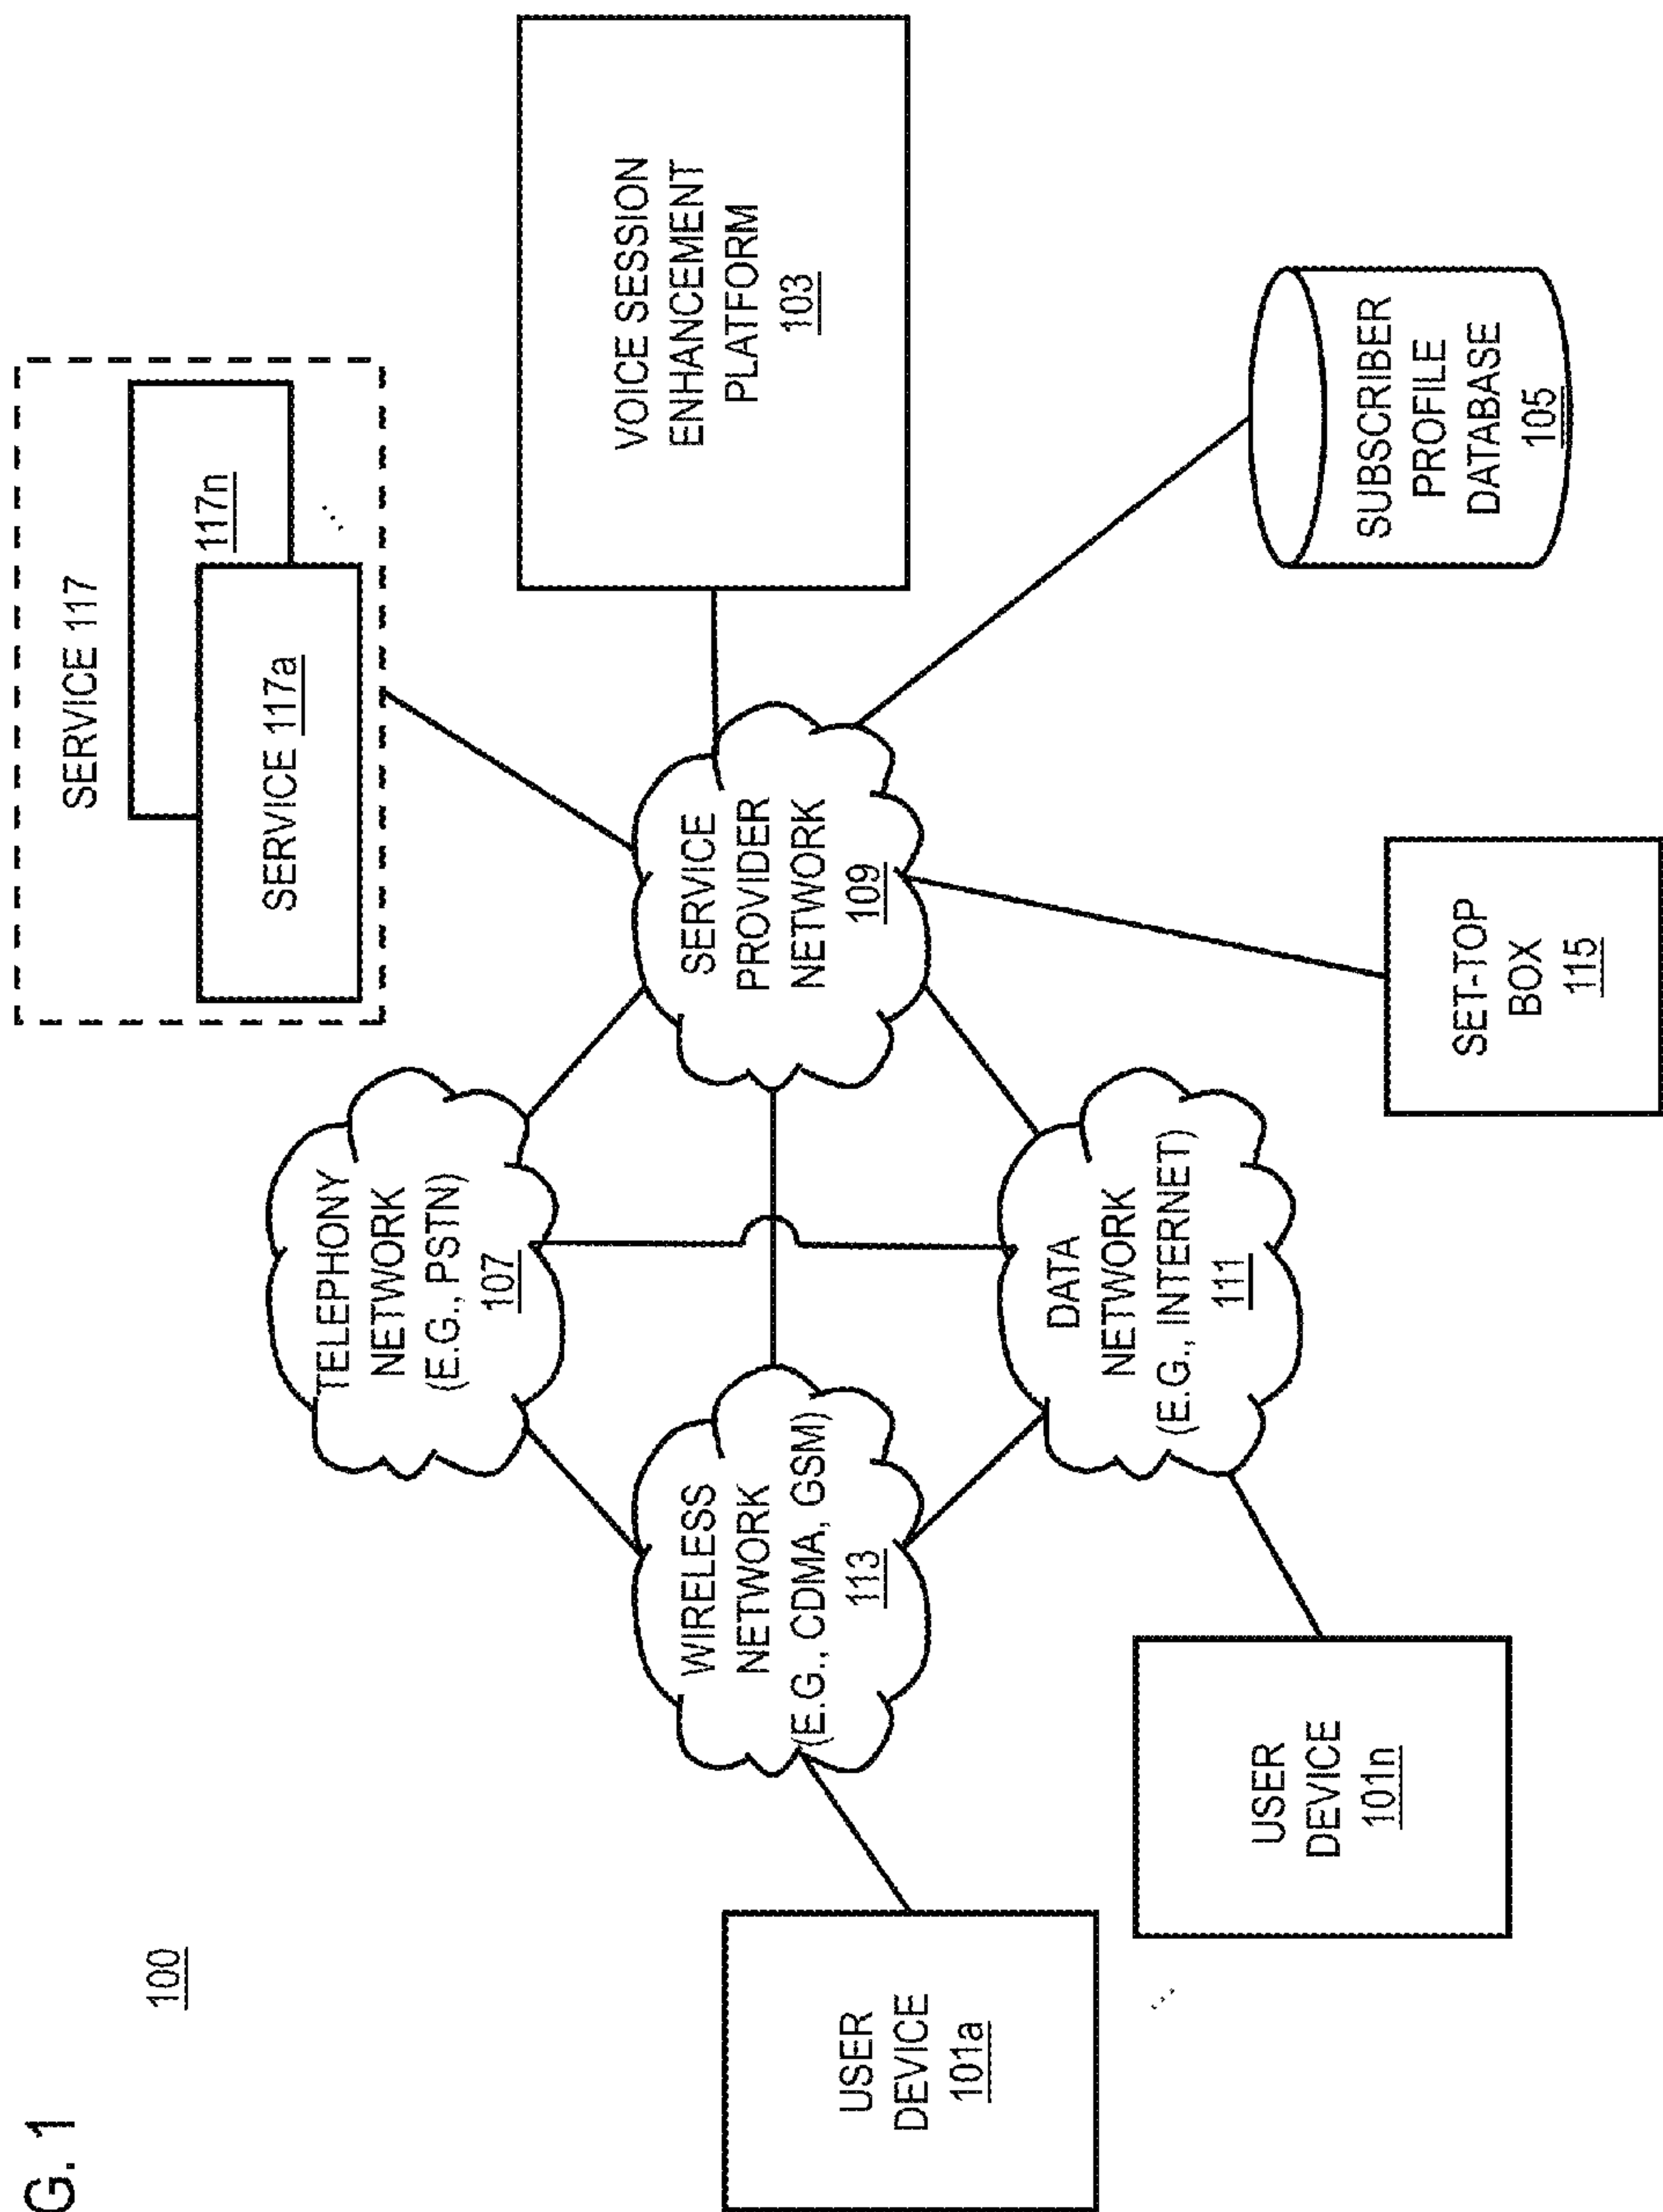 G. 1
100
SERVICE 117
117n
...
SERVICE 117a
TELEPHONY
NETWORK
(E.G., PSTN)
107
VOICE SESSION
ENHANCEMENT
PLATFORM
103
WIRELESS
NETWORK
(E.G., CDMA, GSM)
113
SERVICE
PROVIDER
NETWORK
109
USER
DEVICE
101a
...
DATA
NETWORK
(E.G., INTERNET)
111
USER
DEVICE
101n
SET-TOP
BOX
115
SUBSCRIBER
PROFILE
DATABASE
105